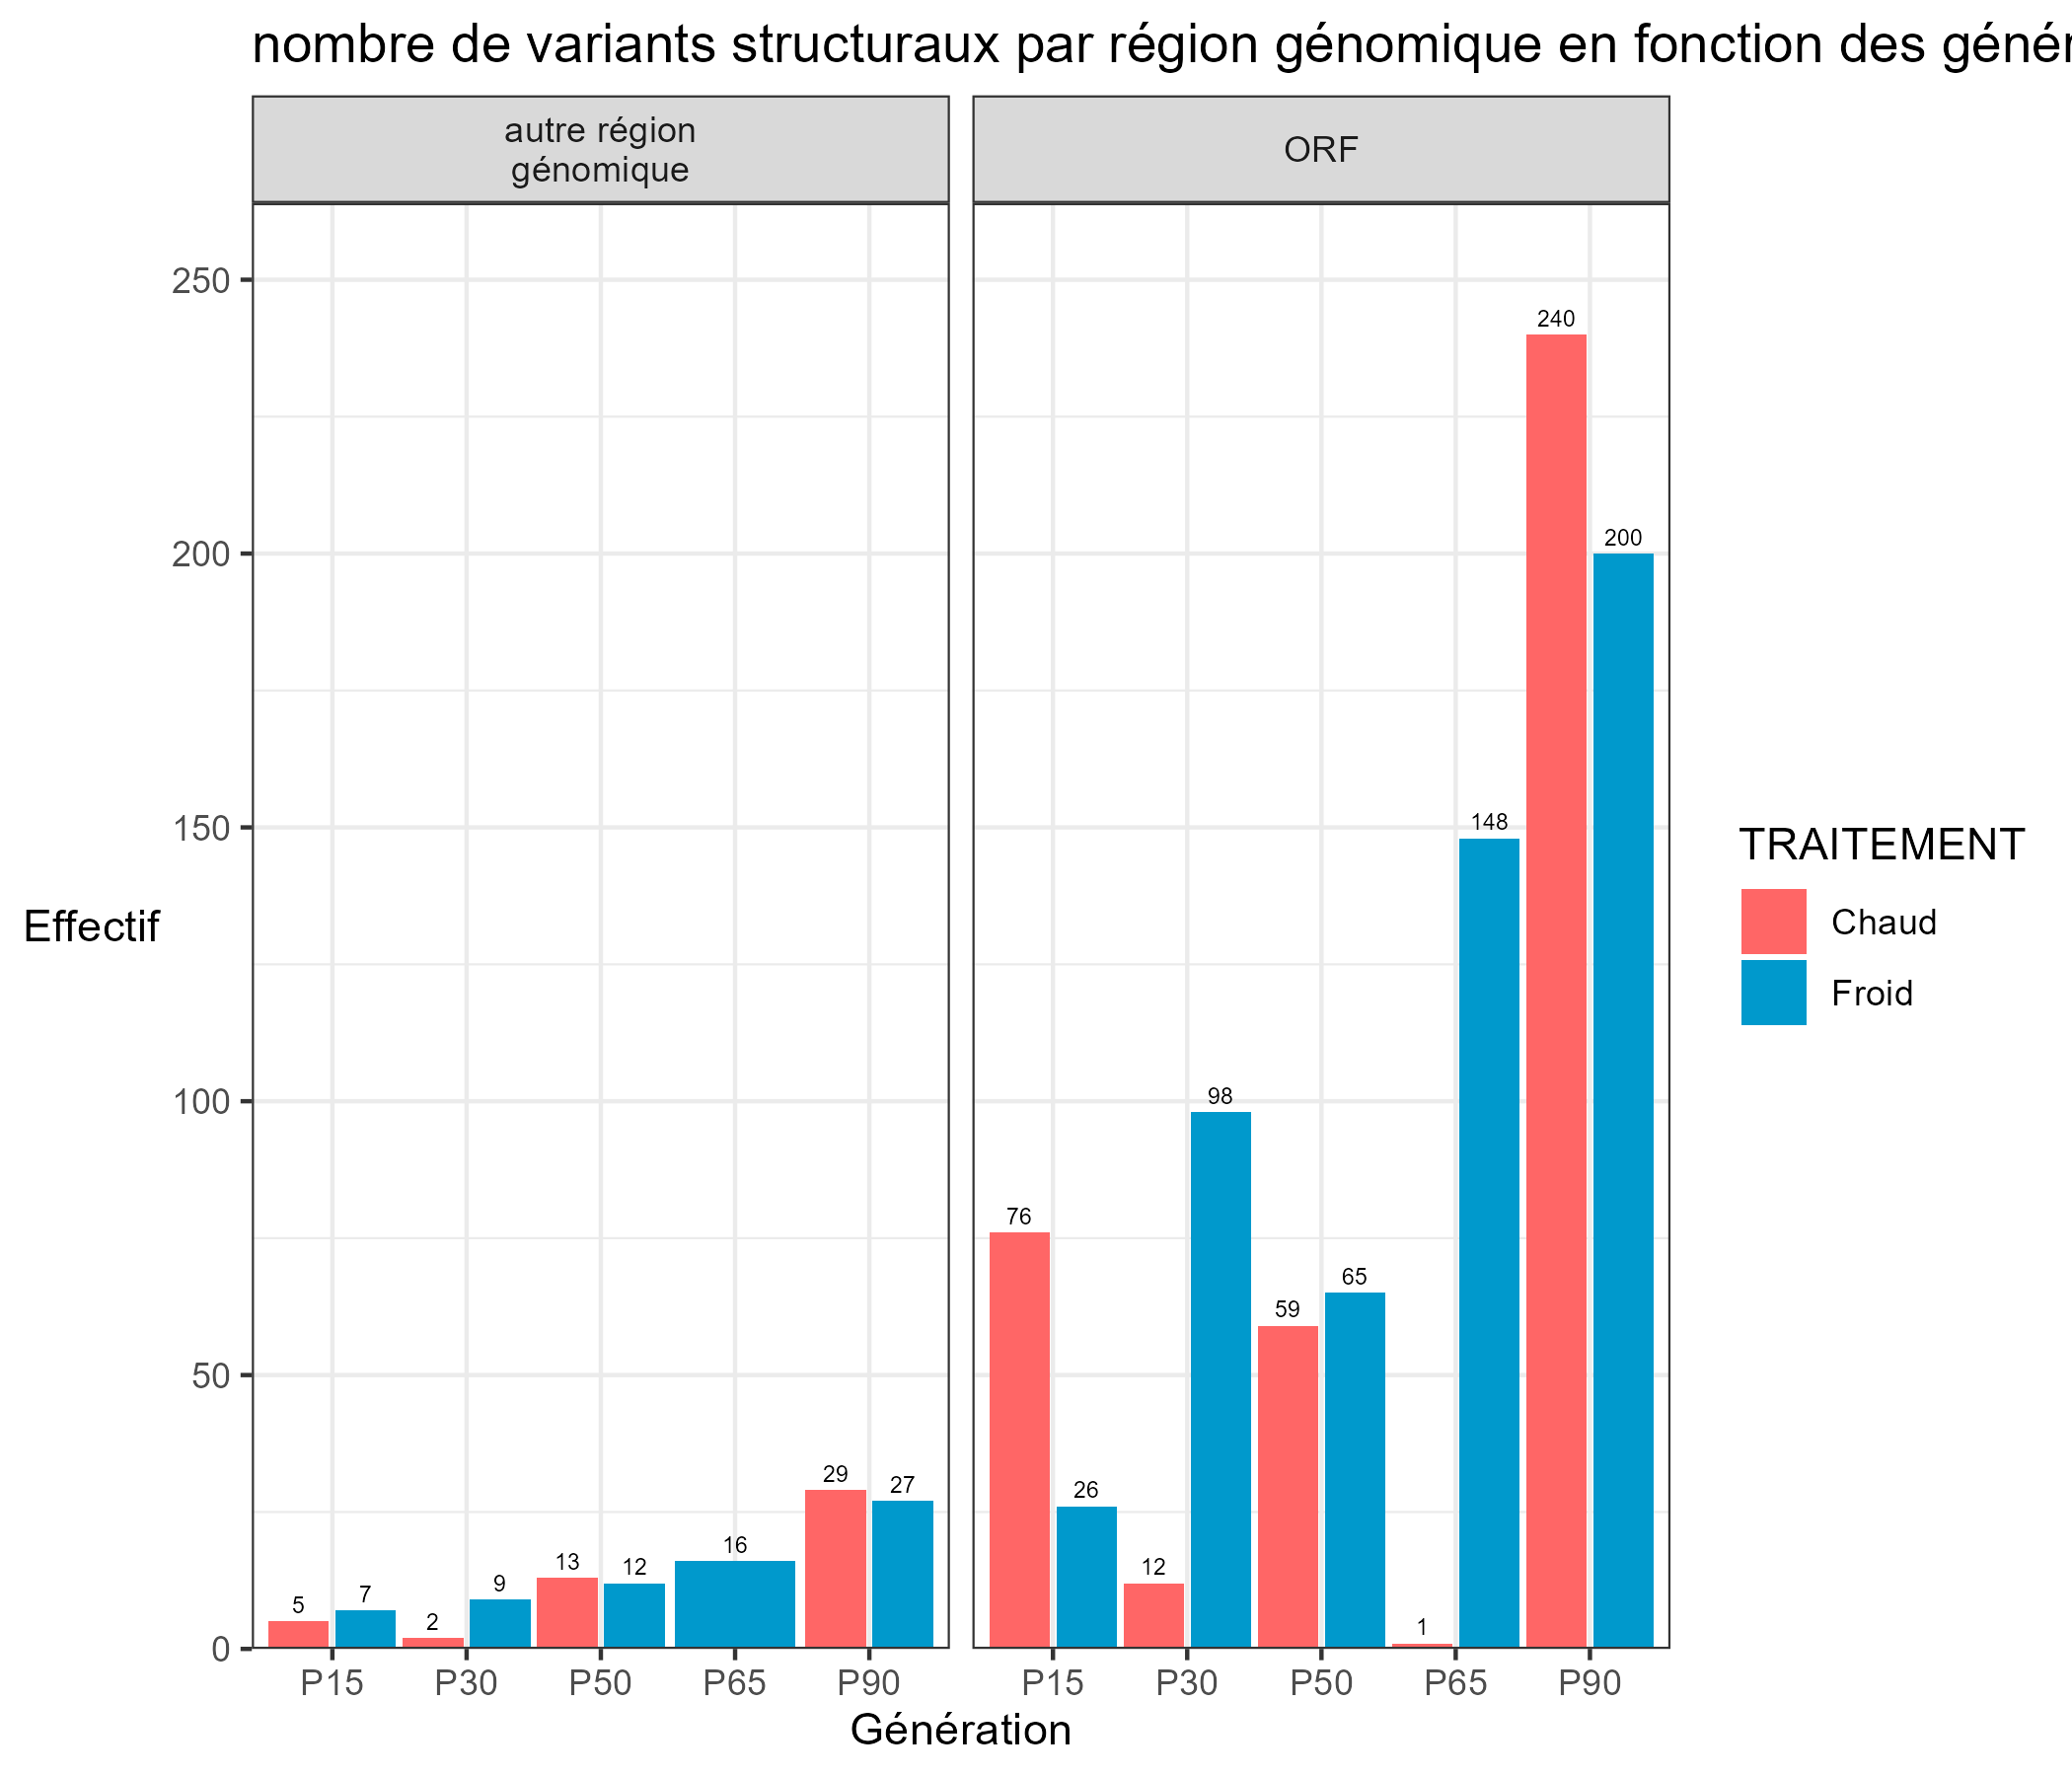 nombre de variants structuraux par région génomique en fonction des génér
autre région
génomique
ORF
250
200
150
100
50
0
Effectif
5
7
2
9
13
12
16
29
27
76
26
12
98
59
65
1
148
240
200
P15
P30
P50
P65
P90
P15
P30
P50
P65
P90
Génération
TRAITEMENT
Chaud
Froid